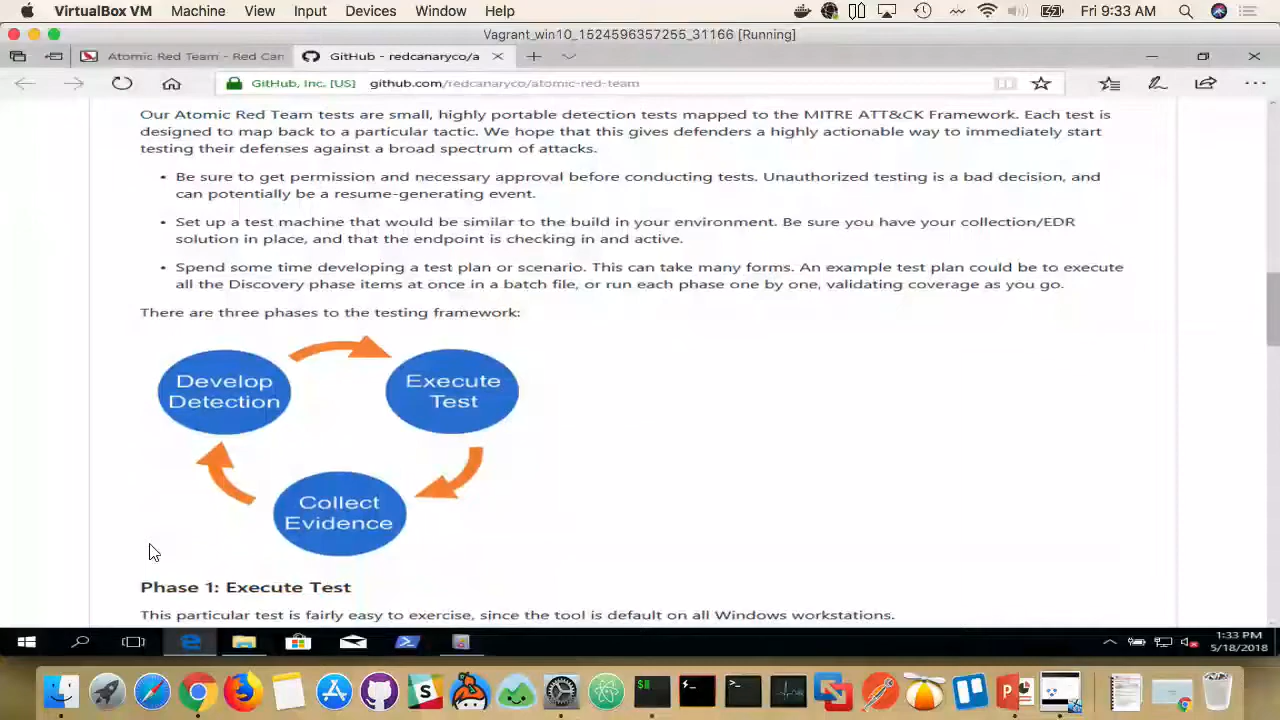 VirtualBox VM Machine View Input Devices Window Help Fri 9:33 AM
Vagrant_win10_1524596357255_31166 [Running]
Atomic Red Team - Red Can GitHub - redcanaryco/a
GitHub, Inc. [US] github.com/redcanaryco/atomic-red-team
Our Atomic Red Team tests are small, highly portable detection tests mapped to the MITRE ATT&CK Framework. Each test is
designed to map back to a particular tactic. We hope that this gives defenders a highly actionable way to immediately start
testing their defenses against a broad spectrum of attacks.
• Be sure to get permission and necessary approval before conducting tests. Unauthorized testing is a bad decision, and
can potentially be a resume-generating event.
• Set up a test machine that would be similar to the build in your environment. Be sure you have your collection/EDR
solution in place, and that the endpoint is checking in and active.
• Spend some time developing a test plan or scenario. This can take many forms. An example test plan could be to execute
all the Discovery phase items at once in a batch file, or run each phase one by one, validating coverage as you go.
There are three phases to the testing framework:
Develop
Detection
Execute
Test
Collect
Evidence
Phase 1: Execute Test
This particular test is fairly easy to exercise, since the tool is default on all Windows workstations.
1:33 PM
5/18/2018